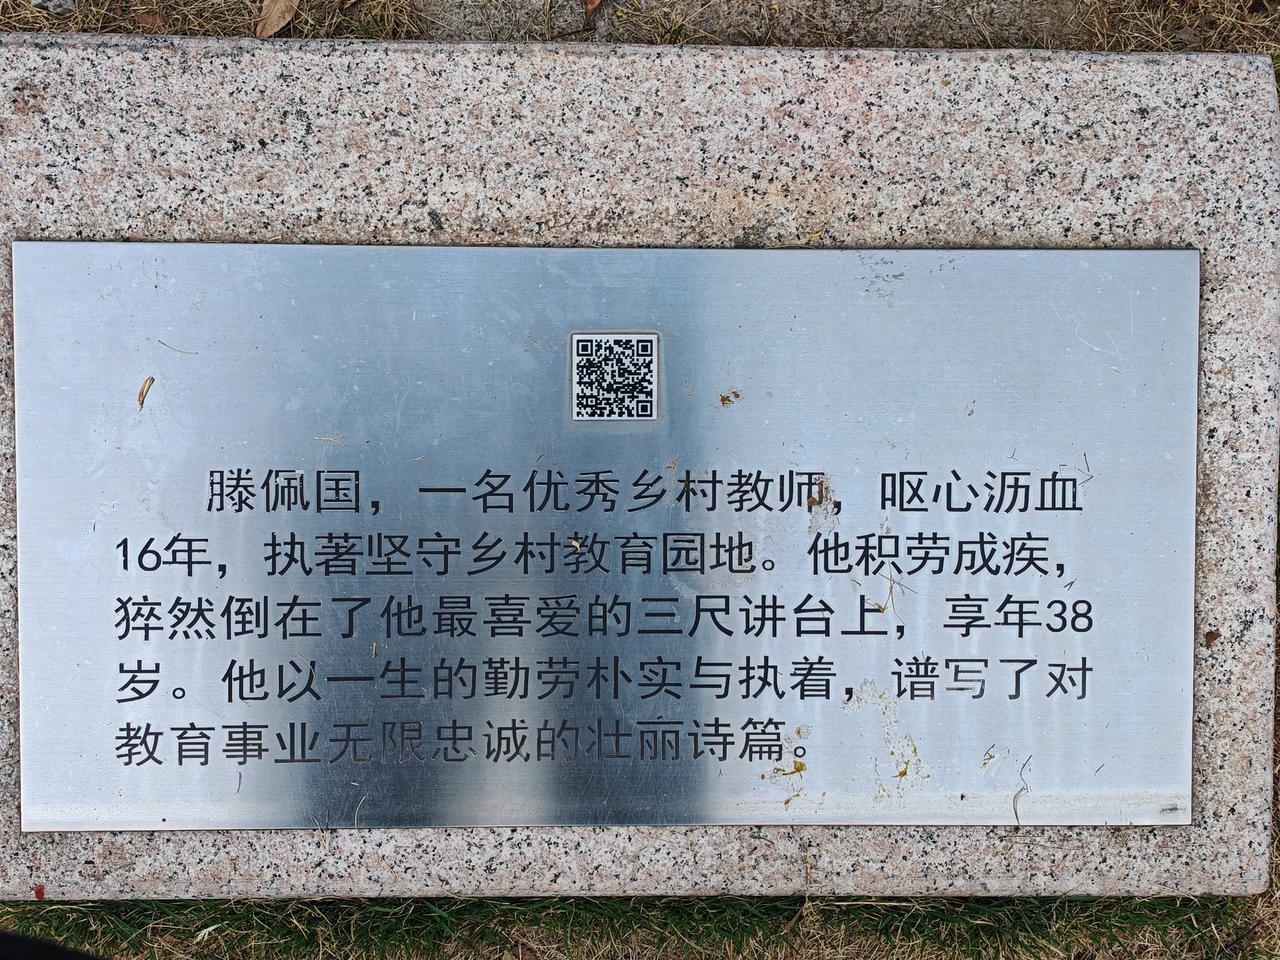 滕佩国，一名优秀乡村教师，呕心沥血
16年，执著坚守乡村教育园地。他积劳成疾，
猝然倒在了他最喜爱的三尺讲台上，享年38
岁。他以一生的勤劳朴实与执着，谱写了对
教育事业无限忠诚的壮丽诗篇。